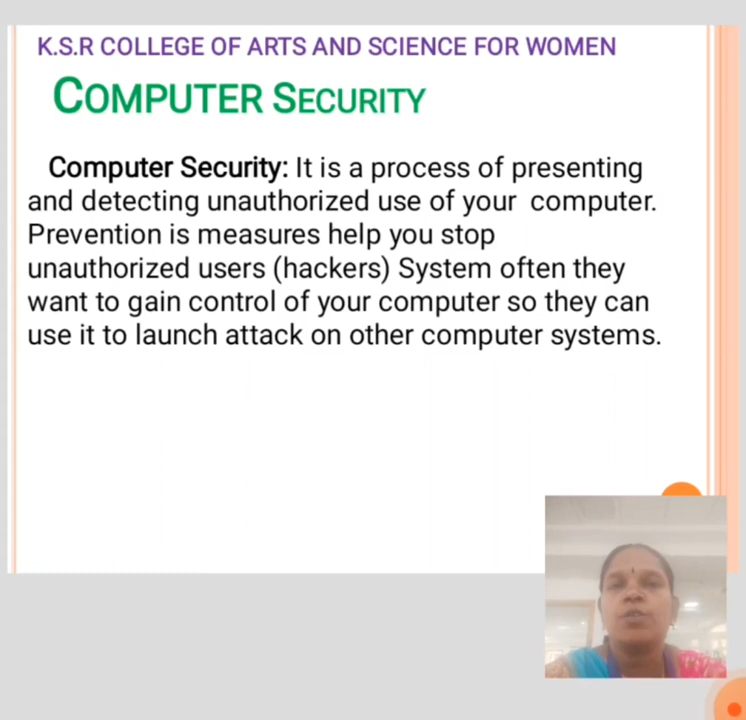 K.S.R COLLEGE OF ARTS AND SCIENCE FOR WOMEN
COMPUTER SECURITY
Computer Security: It is a process of presenting
and detecting unauthorized use of your computer.
Prevention is measures help you stop
unauthorized users (hackers) System often they
want to gain control of your computer so they can
use it to launch attack on other computer systems.